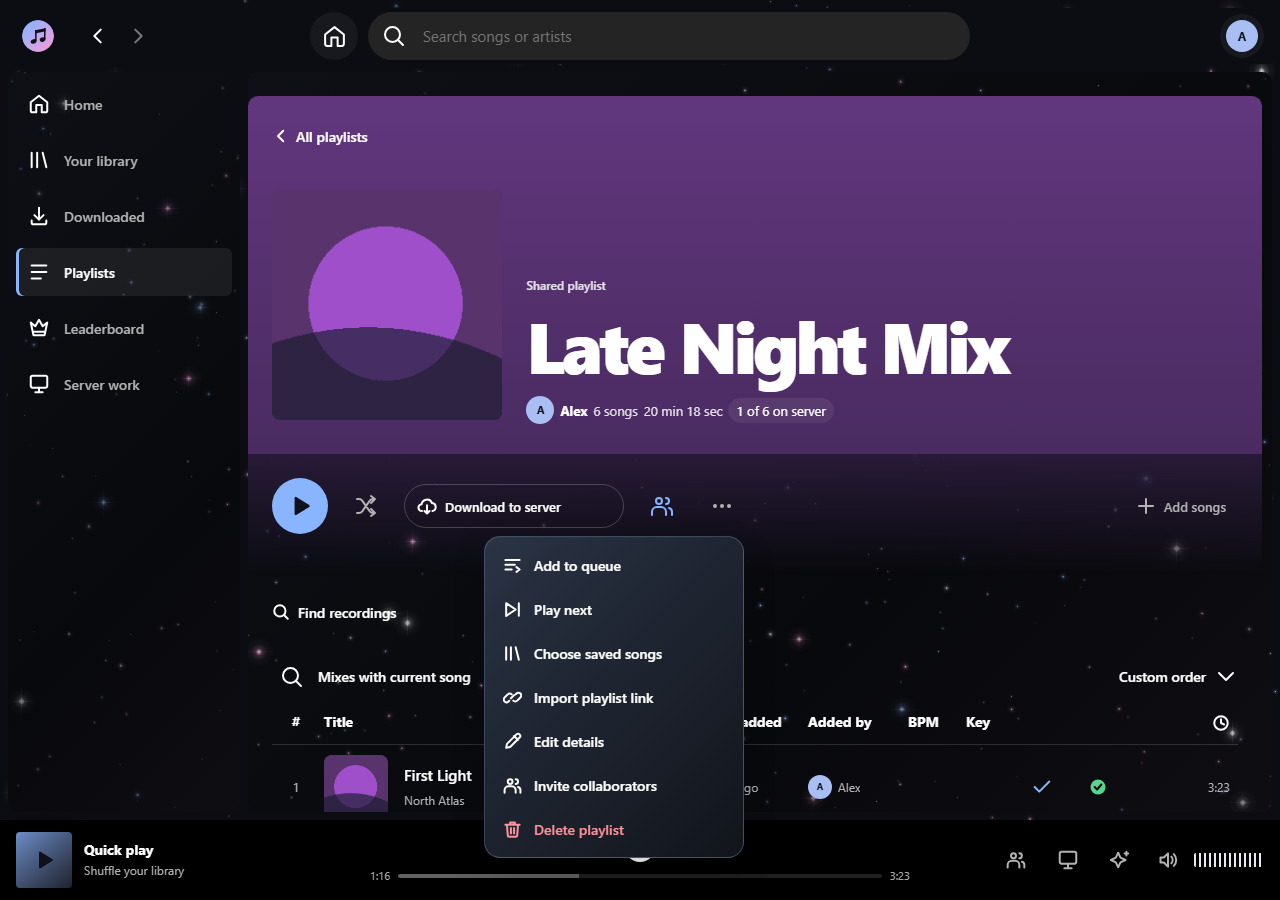 Search songs or artists
A
Home
Your library
Downloaded
Playlists
Leaderboard
Server work
All playlists
Shared playlist
Late Night Mix
A Alex 6 songs 20 min 18 sec 1 of 6 on server
Download to server
Add songs
Add to queue
Play next
Choose saved songs
Import playlist link
Edit details
Invite collaborators
Delete playlist
Find recordings
Mixes with current song
Custom order
# Title added Added by BPM Key
1 First Light go A Alex 3:23
North Atlas
Quick play
Shuffle your library
1:16 3:23